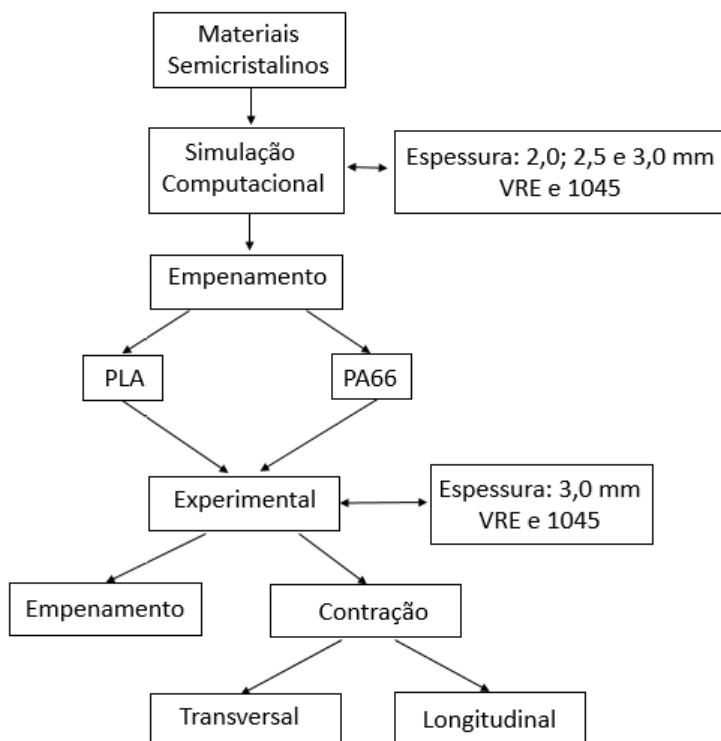 Materiais
Semicristalinos
Simulação
Computacional
Espessura: 2,0; 2,5 e 3,0 mm
VRE e 1045
Empenamento
PLA
PA66
Experimental
Espessura: 3,0 mm
VRE e 1045
Empenamento
Contração
Transversal
Longitudinal